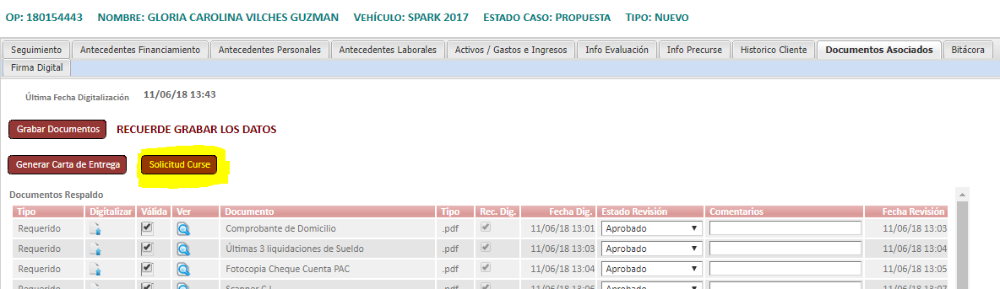 OP: 180154443 NOMBRE: GLORIA CAROLINA VILCHES GUZMAN VEHÍCULO: SPARK 2017 ESTADO CASO: PROPUESTA TIPO: NUEVO
Seguimiento Antecedentes Financiamiento Antecedentes Personales Antecedentes Laborales Activos / Gastos e Ingresos Info Evaluación Info Precurse Historico Cliente Documentos Asociados Bitácora
Firma Digital
Última Fecha Digitalización 11/06/18 13:43
Grabar Documentos RECUERDE GRABAR LOS DATOS
Generar Carta de Entrega Solicitud Curse
Documentos Respaldo
Tipo Digitalizar Válida Ver Documento Tipo Rec. Dig. Fecha Dig. Estado Revisión Comentarios Fecha Revisión
Requerido Comprobante de Domicilio .pdf 11/06/18 13:01 Aprobado 11/06/18 13:03
Requerido Últimas 3 liquidaciones de Sueldo .pdf 11/06/18 13:03 Aprobado 11/06/18 13:04
Requerido Fotocopia Cheque Cuenta PAC .pdf 11/06/18 13:04 Aprobado 11/06/18 13:05